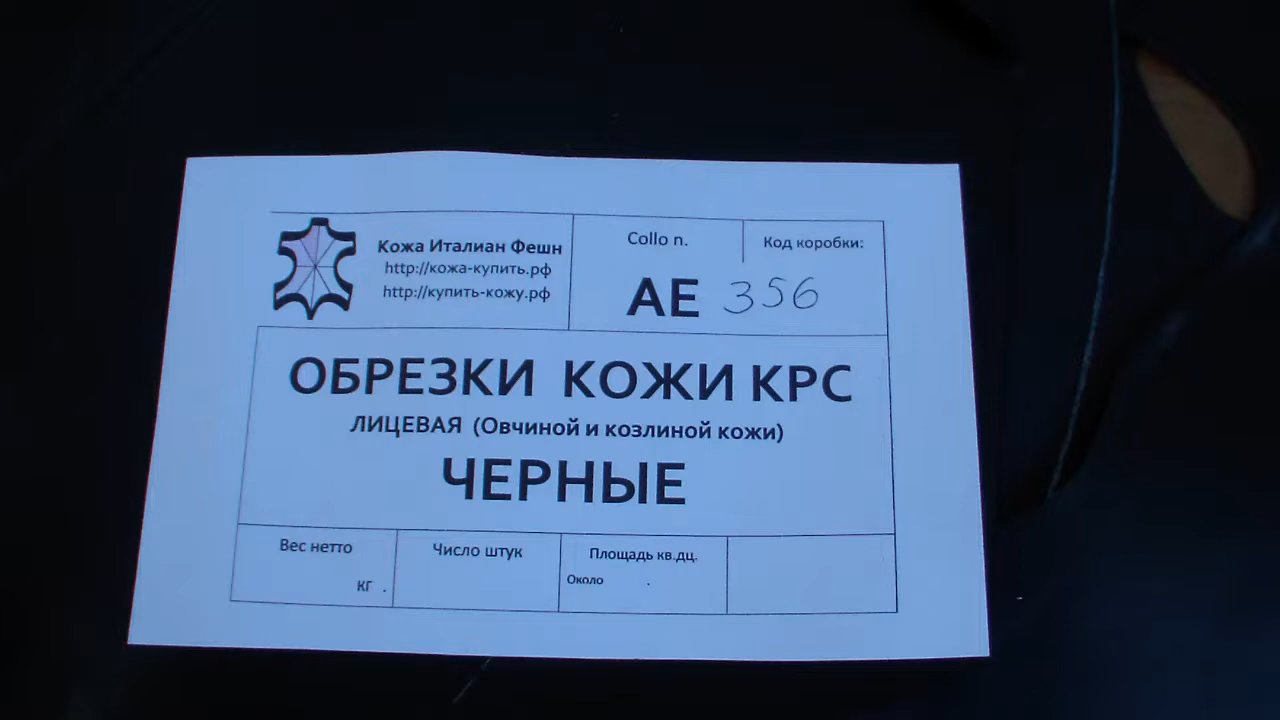 Кожа Италиан Фешн
http://кожа-купить.рф
http://купить-кожу.рф
Collo n.
Код коробки:
АЕ 356
ОБРЕЗКИ КОЖИ КРС
ЛИЦЕВАЯ (Овчиной и козлиной кожи)
ЧЕРНЫЕ
Вес нетто
кг .
Число штук
Площадь кв.дц.
Около .